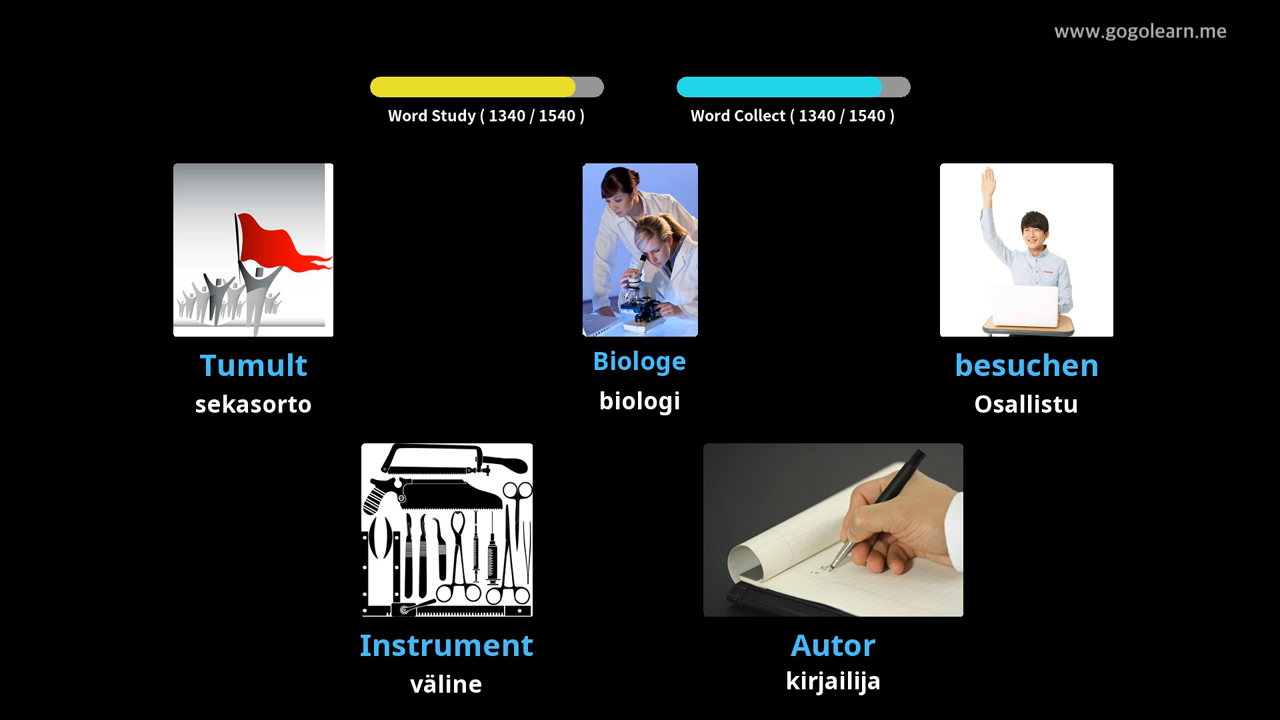 www.gogolearn.me
Word Study ( 1340 / 1540 )
Word Collect ( 1340 / 1540 )
Tumult
sekasorto
Biologe
biologi
besuchen
Osallistu
Instrument
väline
Autor
kirjailija